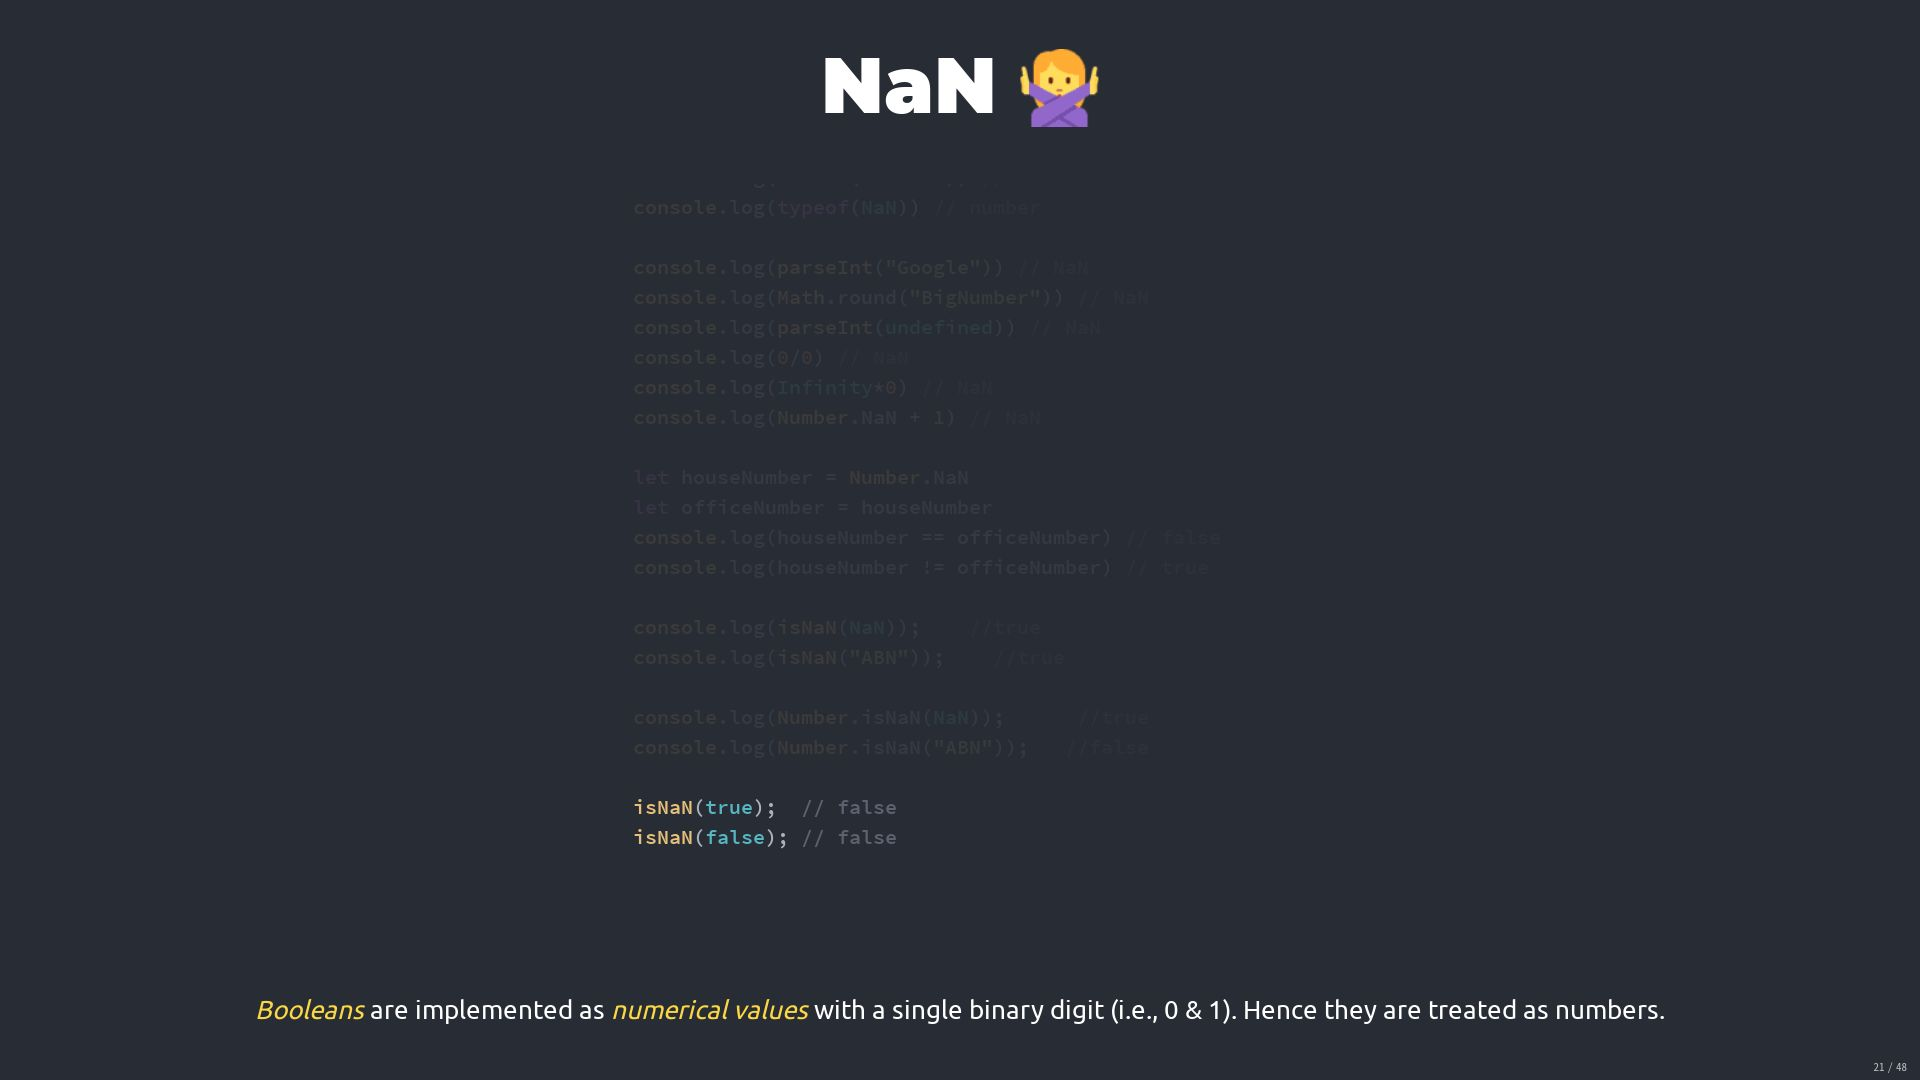 NaN
console.log(typeof(NaN)) // number
console.log(parseInt("Google")) // NaN
console.log(Math.round("BigNumber")) // NaN
console.log(parseInt(undefined)) // NaN
console.log(0/0) // NaN
console.log(Infinity*0) // NaN
console.log(Number.NaN + 1) // NaN
let houseNumber = Number.NaN
let officeNumber = houseNumber
console.log(houseNumber == officeNumber) // false
console.log(houseNumber != officeNumber) // true
console.log(isNaN(NaN)); //true
console.log(isNaN("ABN")); //true
console.log(Number.isNaN(NaN)); //true
console.log(Number.isNaN("ABN")); //false
isNaN(true); // false
isNaN(false); // false
Booleans are implemented as numerical values with a single binary digit (i.e., 0 & 1). Hence they are treated as numbers.
21 / 48